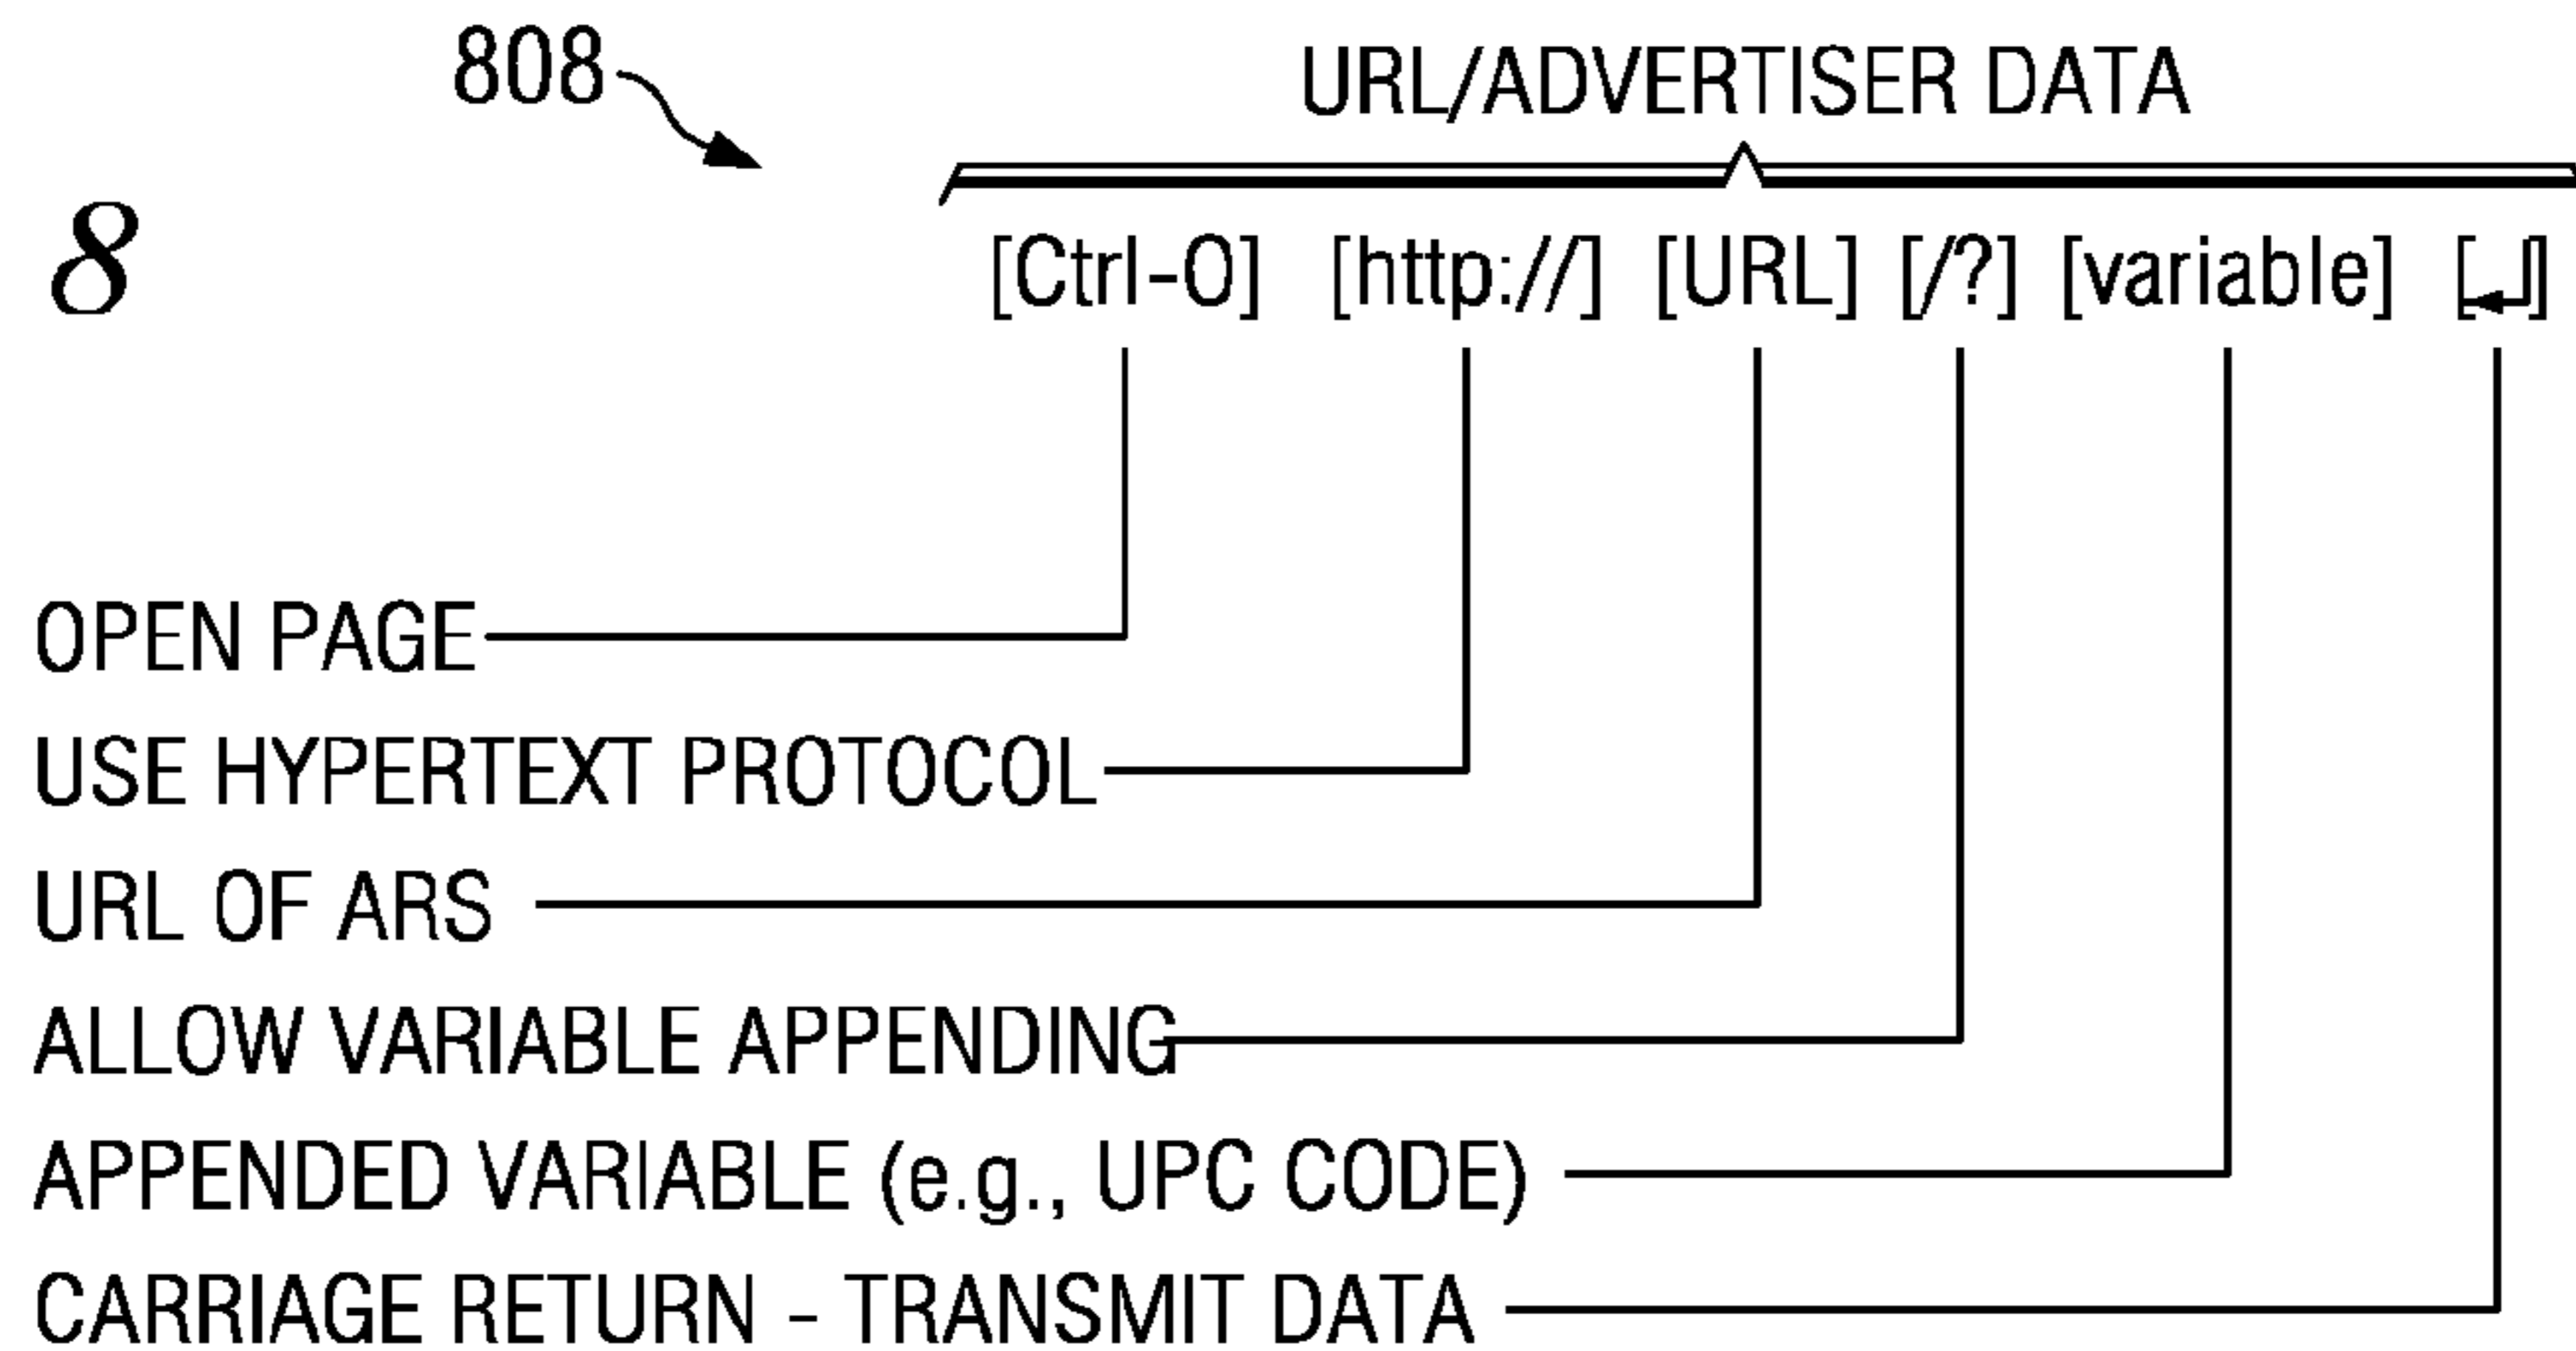 808
URL/ADVERTISER DATA
8
[Ctrl-O] [http://] [URL] [/?] [variable] [↵]
OPEN PAGE
USE HYPERTEXT PROTOCOL
URL OF ARS
ALLOW VARIABLE APPENDING
APPENDED VARIABLE (e.g., UPC CODE)
CARRIAGE RETURN - TRANSMIT DATA